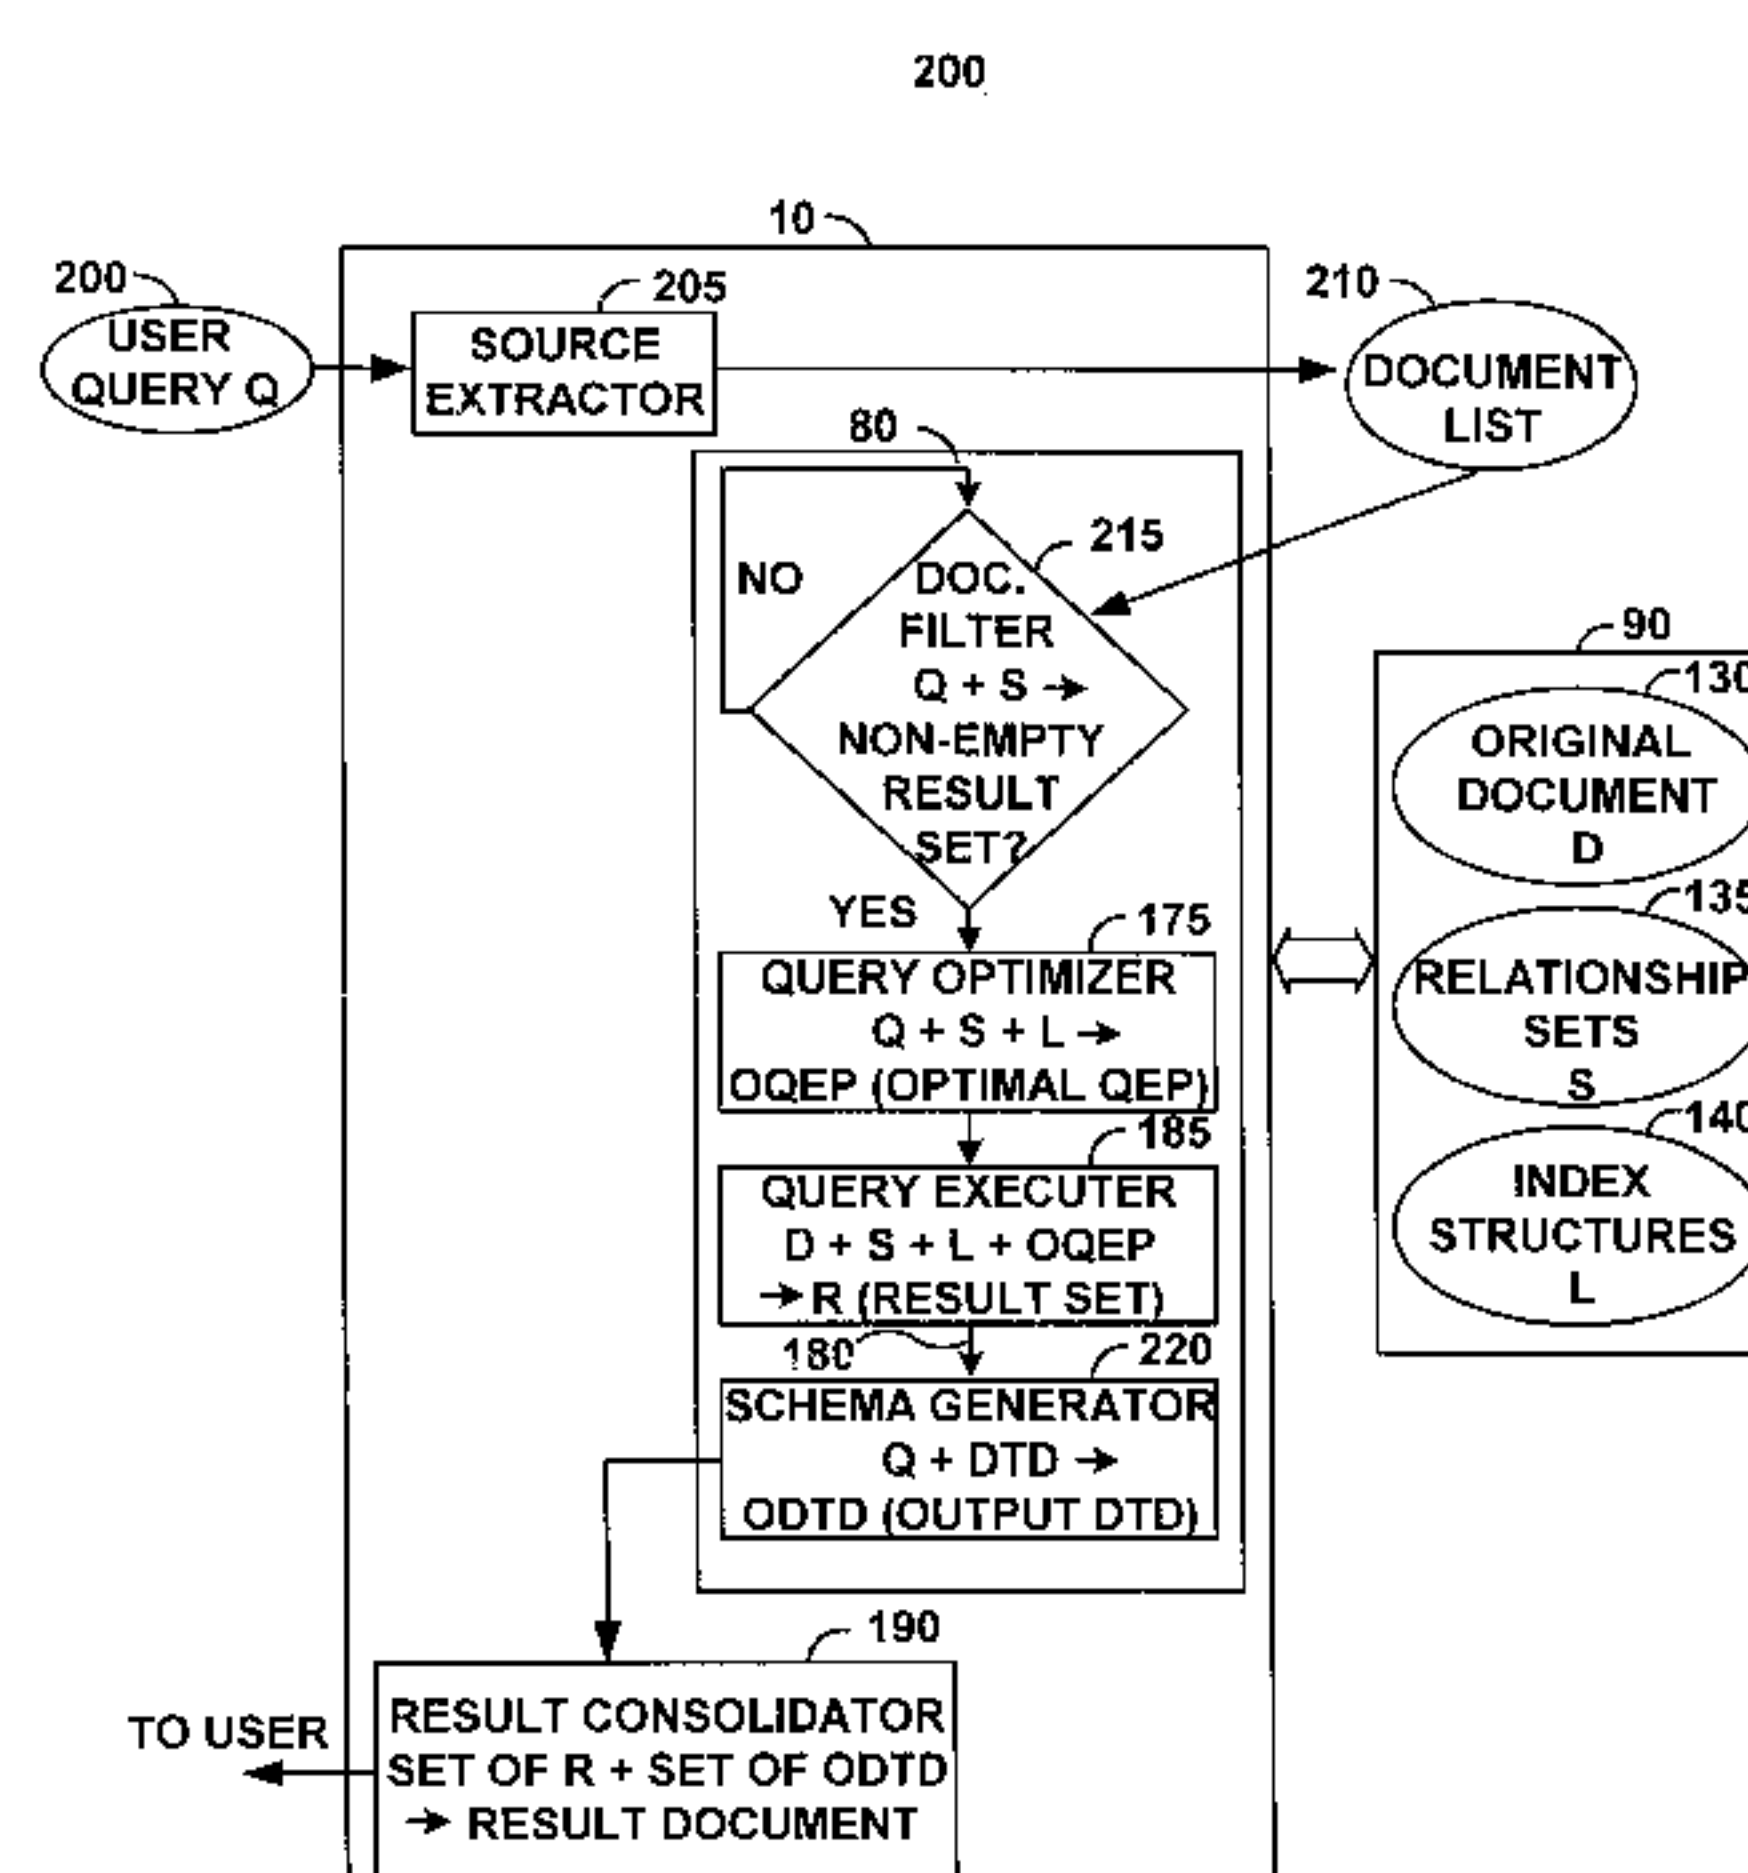 200
10
200
205
210
USER
QUERY Q
SOURCE
EXTRACTOR
DOCUMENT
LIST
80
215
NO
DOC.
FILTER
Q + S →
NON-EMPTY
RESULT
SET?
YES
90
130
ORIGINAL
DOCUMENT
D
135
RELATIONSHIP
SETS
S
140
INDEX
STRUCTURES
L
175
QUERY OPTIMIZER
Q + S + L →
OQEP (OPTIMAL QEP)
185
QUERY EXECUTER
D + S + L + OQEP
→ R (RESULT SET)
180
220
SCHEMA GENERATOR
Q + DTD →
ODTD (OUTPUT DTD)
190
TO USER
RESULT CONSOLIDATOR
SET OF R + SET OF ODTD
→ RESULT DOCUMENT